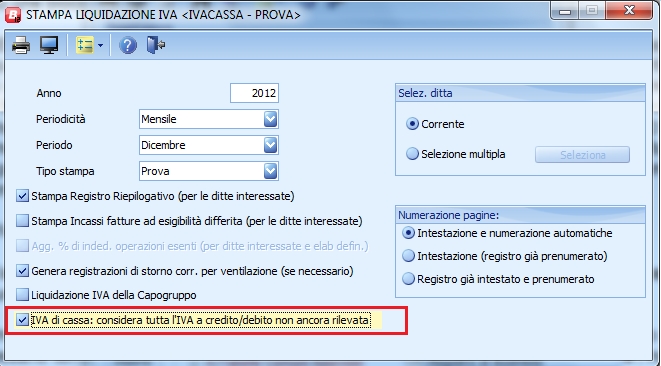 B STAMPA LIQUIDAZIONE IVA <IVACASSA - PROVA>
Anno 2012
Periodicità Mensile
Periodo Dicembre
Tipo stampa Prova
Stampa Registro Riepilogativo (per le ditte interessate)
Stampa Incassi fatture ad esigibilità differita (per le ditte interessate)
Agg. % di inded. operazioni esenti (per ditte interessate e elab defin.)
Genera registrazioni di storno corr. per ventilazione (se necessario)
Liquidazione IVA della Capogruppo
IVA di cassa: considera tutta l'IVA a credito/debito non ancora rilevata
Selez. ditta
Corrente
Selezione multipla Seleziona
Numerazione pagine:
Intestazione e numerazione automatiche
Intestazione (registro già prenumerato)
Registro già intestato e prenumerato